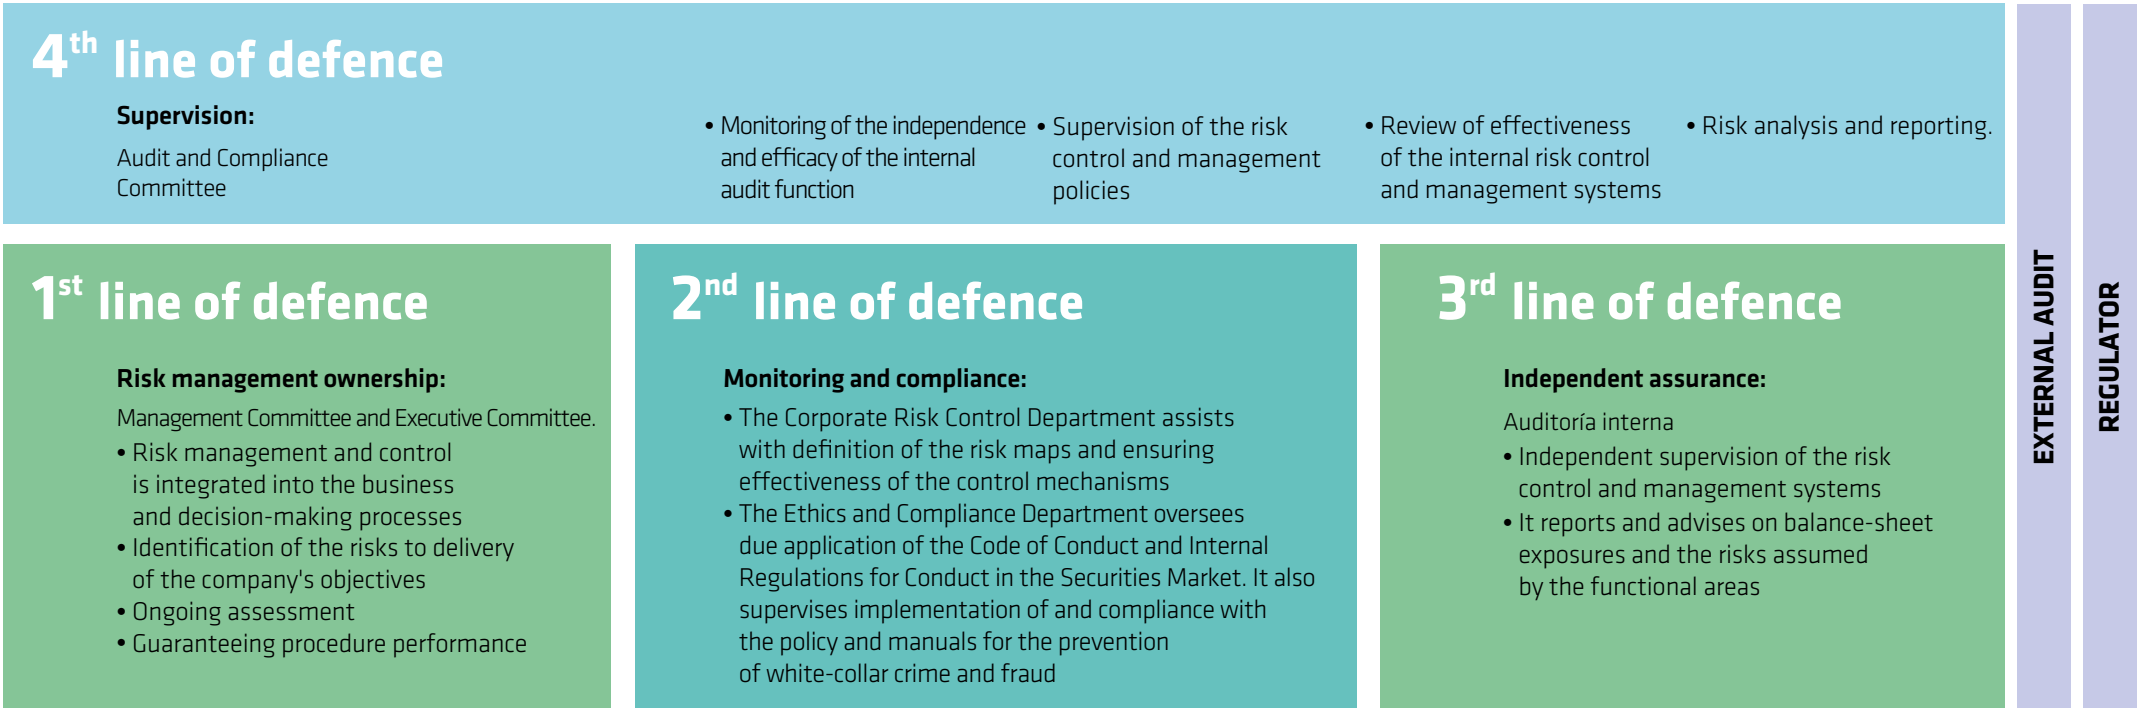 4th line of defence
Supervision:
Audit and Compliance
Committee
• Monitoring of the independence
and efficacy of the internal
audit function
• Supervision of the risk
control and management
policies
• Review of effectiveness
of the internal risk control
and management systems
• Risk analysis and reporting.
1st line of defence
Risk management ownership:
Management Committee and Executive Committee.
• Risk management and control
is integrated into the business
and decision-making processes
• Identification of the risks to delivery
of the company's objectives
• Ongoing assessment
• Guaranteeing procedure performance
2nd line of defence
Monitoring and compliance:
• The Corporate Risk Control Department assists
with definition of the risk maps and ensuring
effectiveness of the control mechanisms
• The Ethics and Compliance Department oversees
due application of the Code of Conduct and Internal
Regulations for Conduct in the Securities Market. It also
supervises implementation of and compliance with
the policy and manuals for the prevention
of white-collar crime and fraud
3rd line of defence
Independent assurance:
Auditoría interna
• Independent supervision of the risk
control and management systems
• It reports and advises on balance-sheet
exposures and the risks assumed
by the functional areas
EXTERNAL AUDIT
REGULATOR